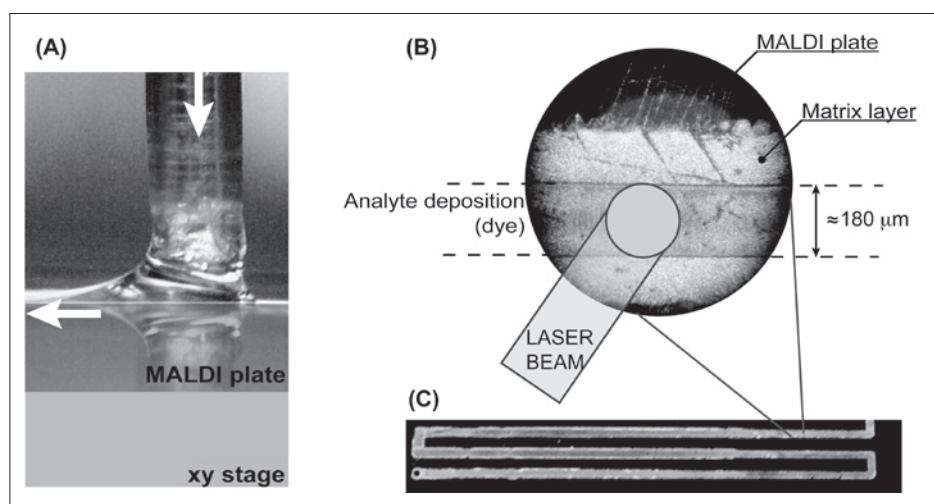 (A)
MALDI plate
xy stage
(B)
MALDI plate
Matrix layer
Analyte deposition
(dye)
≈180 µm
LASER
BEAM
(C)